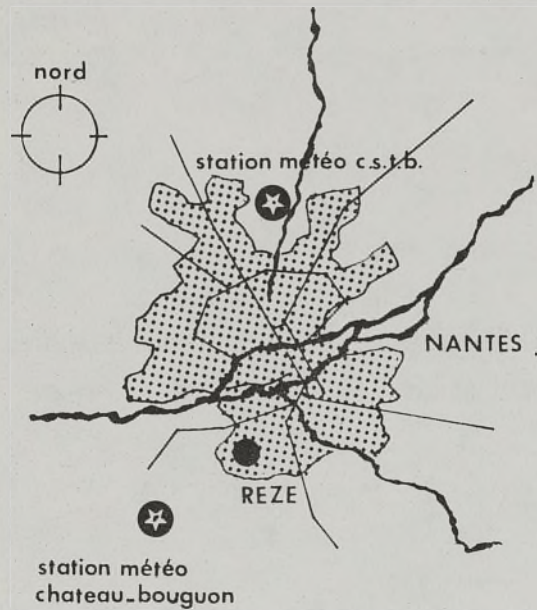 nord
station météo c.s.t.b.
NANTES
REZE
station météo
chateau_bouguon